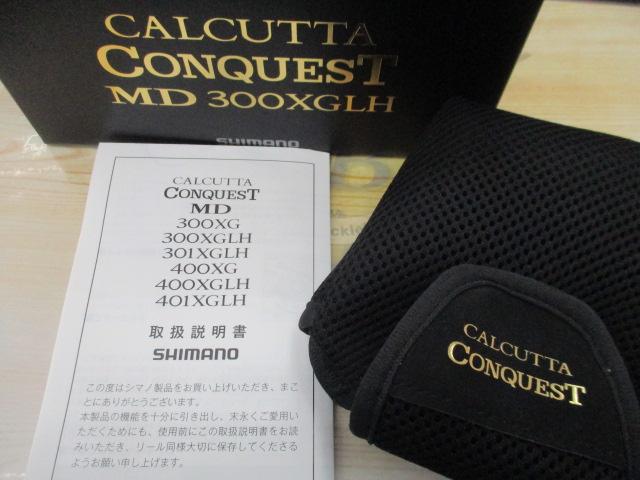 CALCUTTA
CONQUEST
MD 300XGLH
SHIMANO
CALCUTTA
CONQUEST
MD
300XG
300XGLH
301XGLH
400XG
400XGLH
401XGLH
取扱説明書
SHIMANO
この度はシマノ製品をお買い上げいただき、まこ
とにありがとうございます。
本製品の機能を十分に引き出し、末永くご愛用い
ただくためにも、使用前にこの取扱説明書をお読
みいただき、リール同様大切に保存してくださる
ようお願い申し上げます。
CALCUTTA
CONQUEST